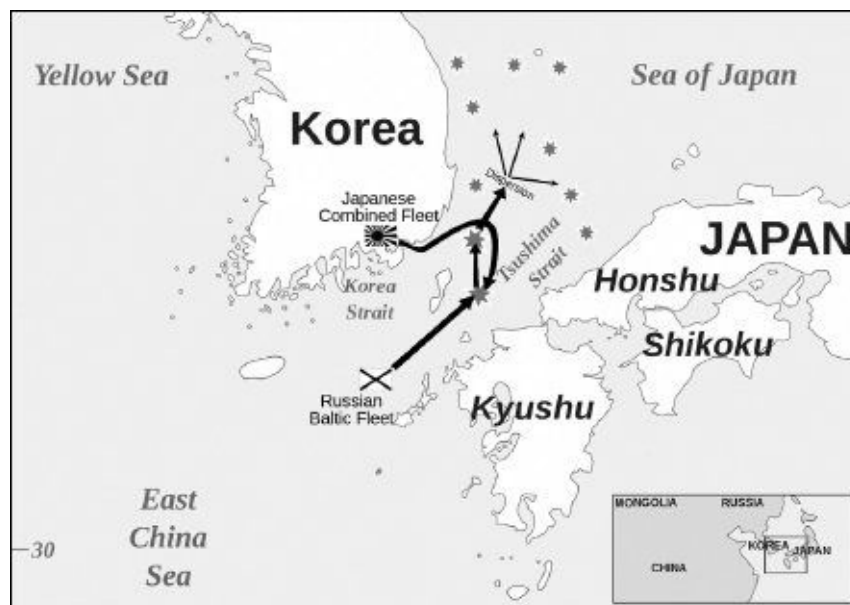 Yellow Sea
Sea of Japan
Korea
Dispersion
Japanese
Combined Fleet
JAPAN
Tsushima
Strait
Honshu
Korea
Strait
Shikoku
Russian
Baltic Fleet
Kyushu
East
China
Sea
30
MONGOLIA
RUSSIA
KOREA
JAPAN
CHINA